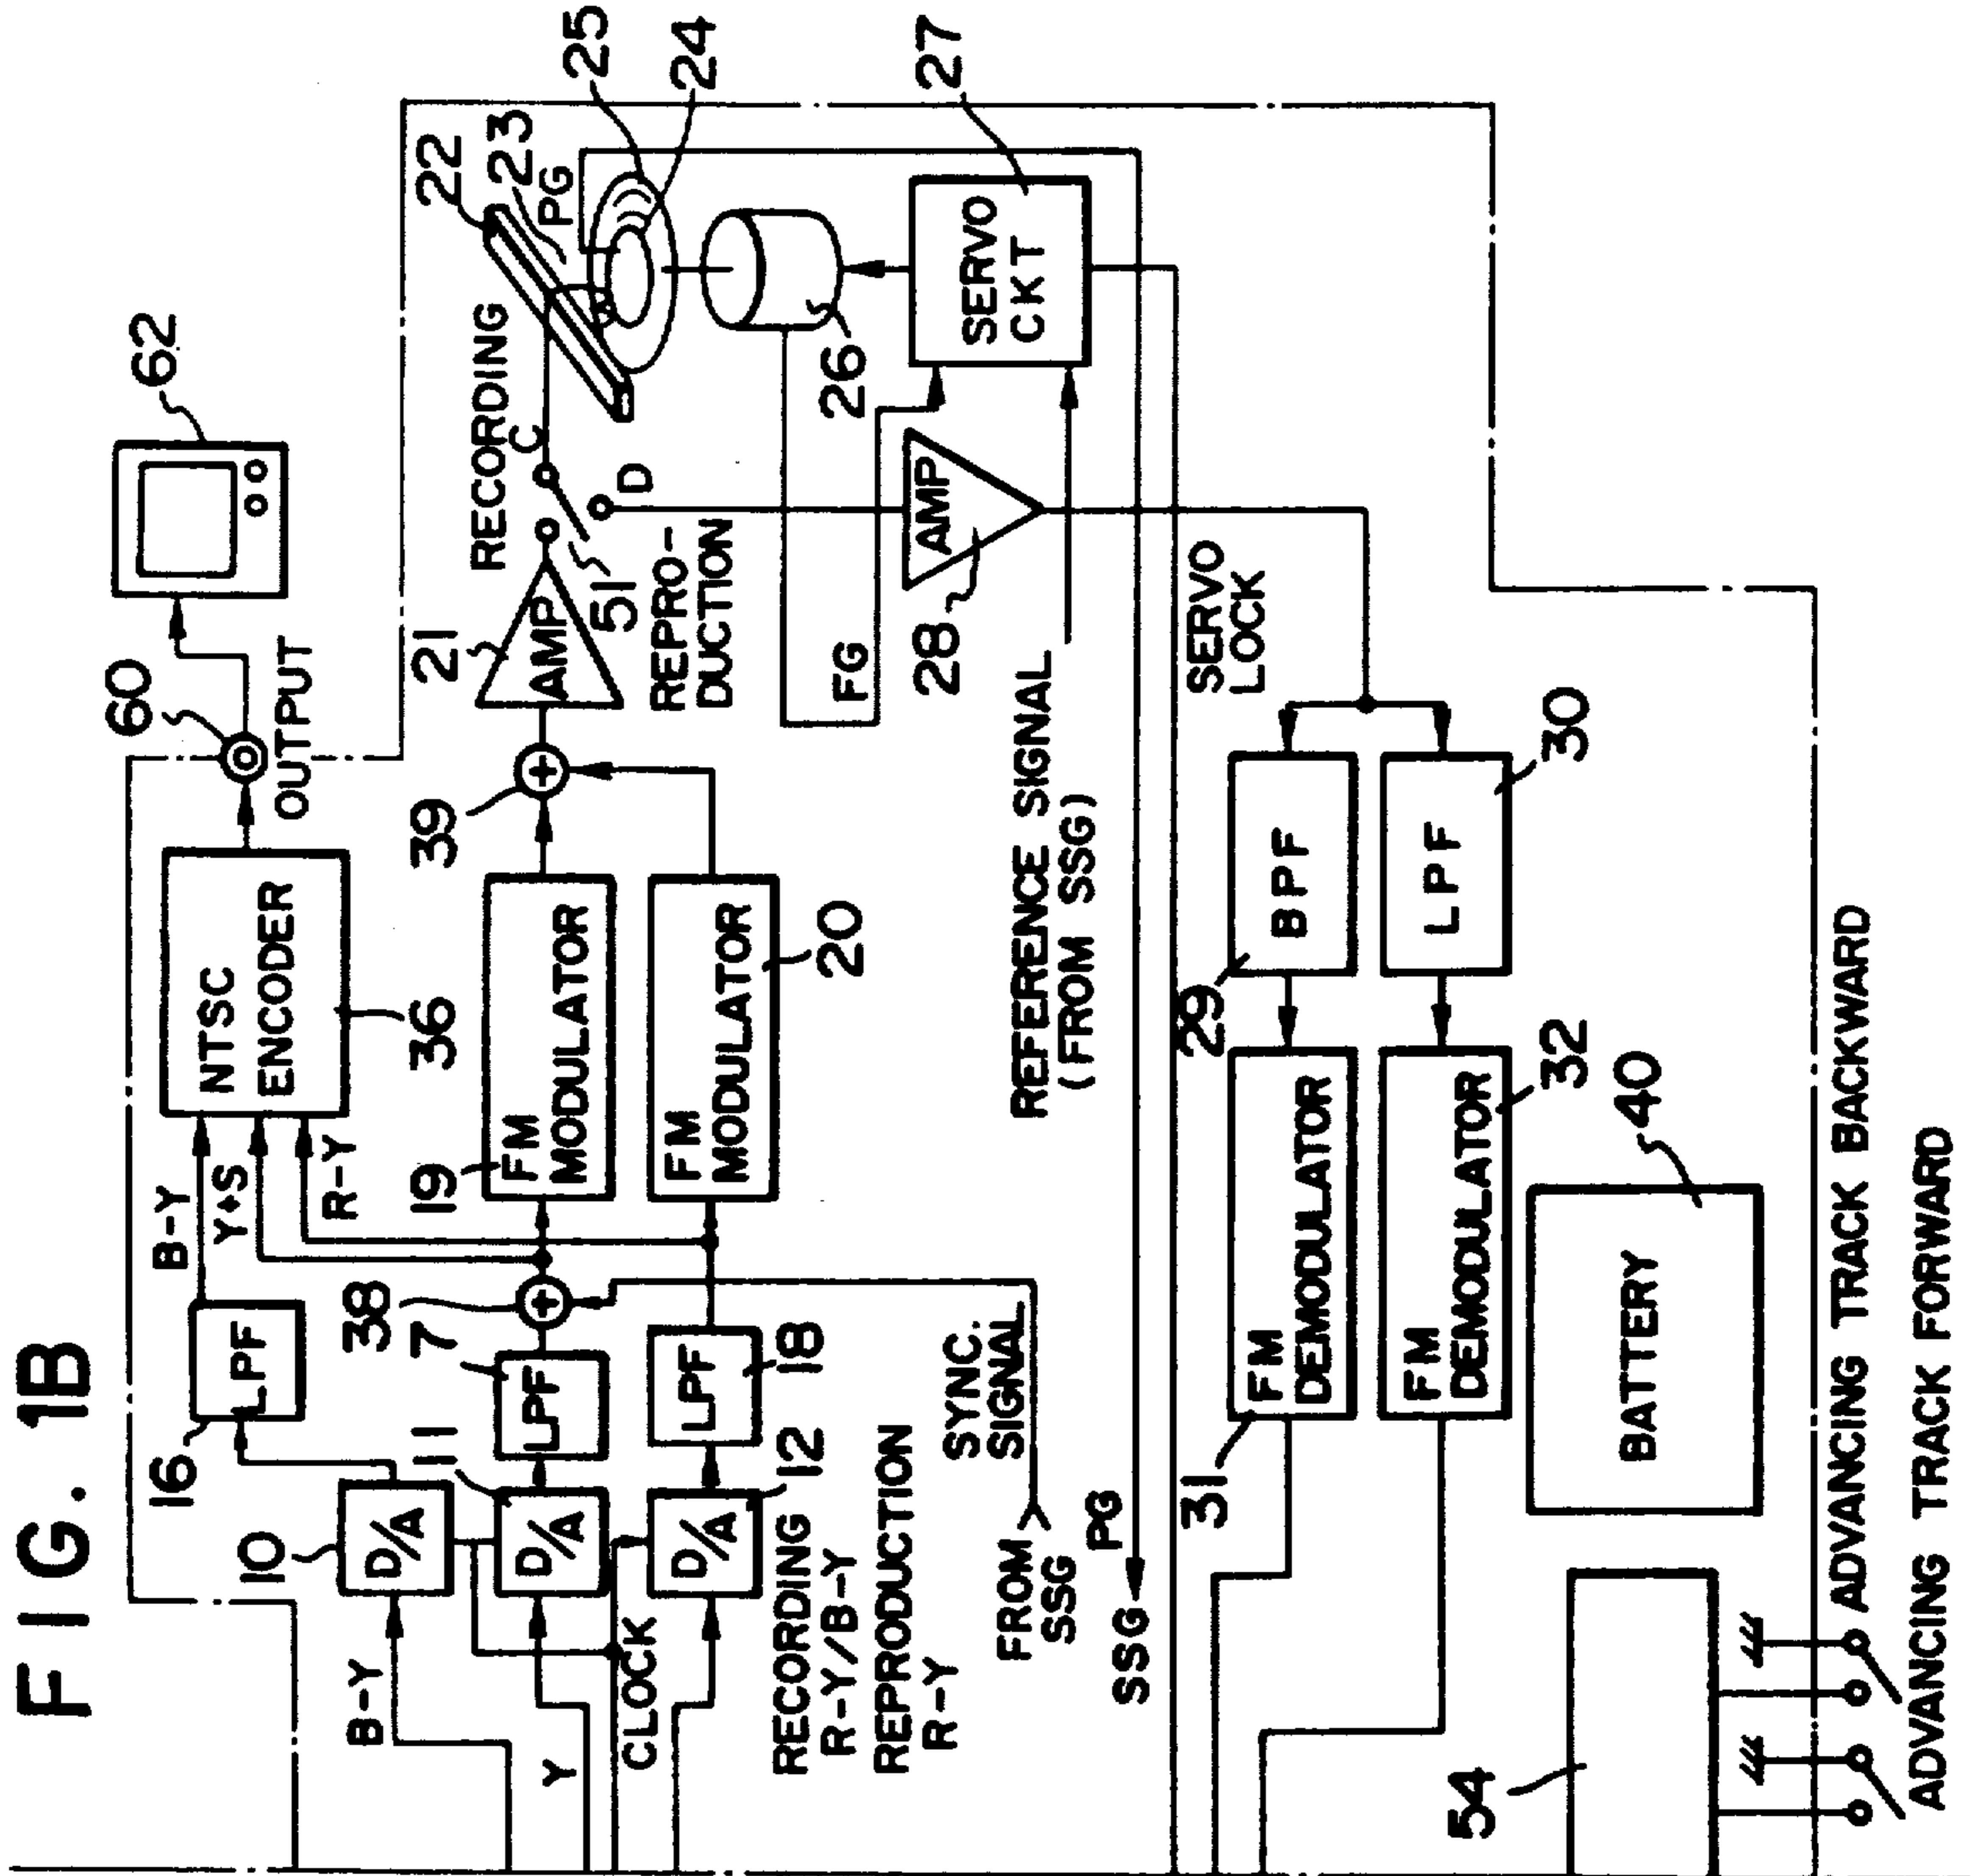 FIG. 1B
62
60
OUTPUT
NTSC
ENCODER
36
B-Y
Y+S
R-Y
LPF
16
10
D/A
B-Y
11
D/A
Y
CLOCK
7
LPF
38
19
FM
MODULATOR
39
21
AMP
RECORDING
C
D
51
REPRO-
DUCTION
22
23
PG
25
24
27
26
SERVO
CKT
FG
AMP
28
12
D/A
18
LPF
FM
MODULATOR
20
RECORDING
R-Y/B-Y
REPRODUCTION
R-Y
SYNC.
SIGNAL
FROM
SSG
REFERENCE SIGNAL
(FROM SSG)
SSG
PG
SERVO
LOCK
29
BPF
30
LPF
31
FM
DEMODULATOR
32
FM
DEMODULATOR
40
BATTERY
54
ADVANCING TRACK BACKWARD
ADVANCING TRACK FORWARD